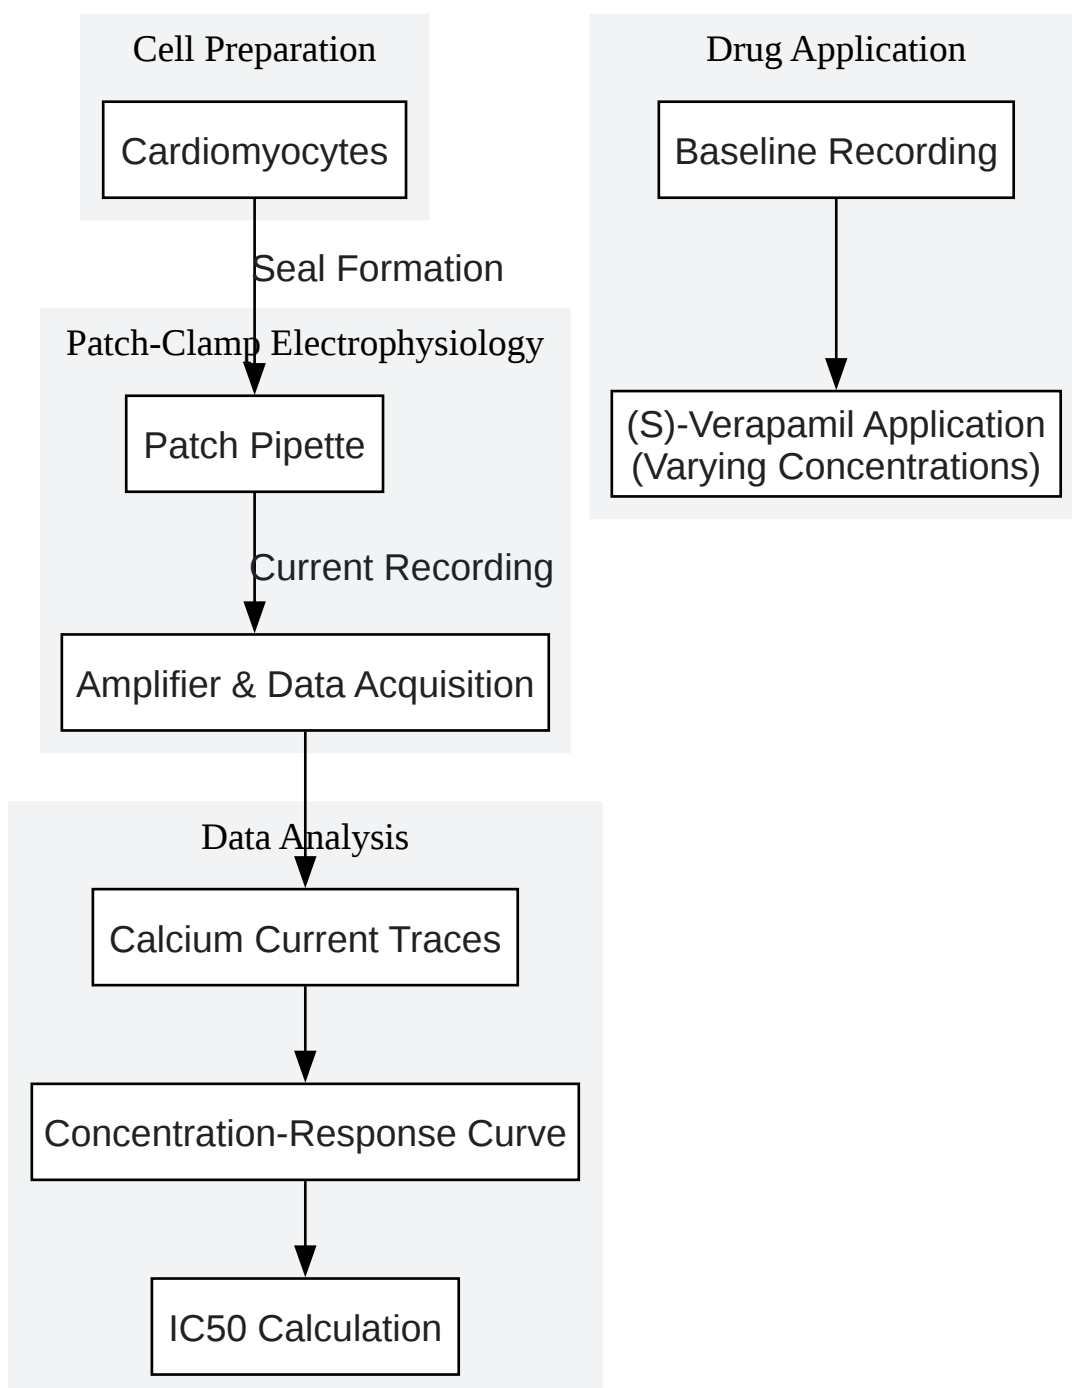 Cell Preparation
Cardiomyocytes
Seal Formation
Patch-Clamp Electrophysiology
Patch Pipette
Current Recording
Amplifier & Data Acquisition
Data Analysis
Calcium Current Traces
Concentration-Response Curve
IC50 Calculation
Drug Application
Baseline Recording
(S)-Verapamil Application
(Varying Concentrations)